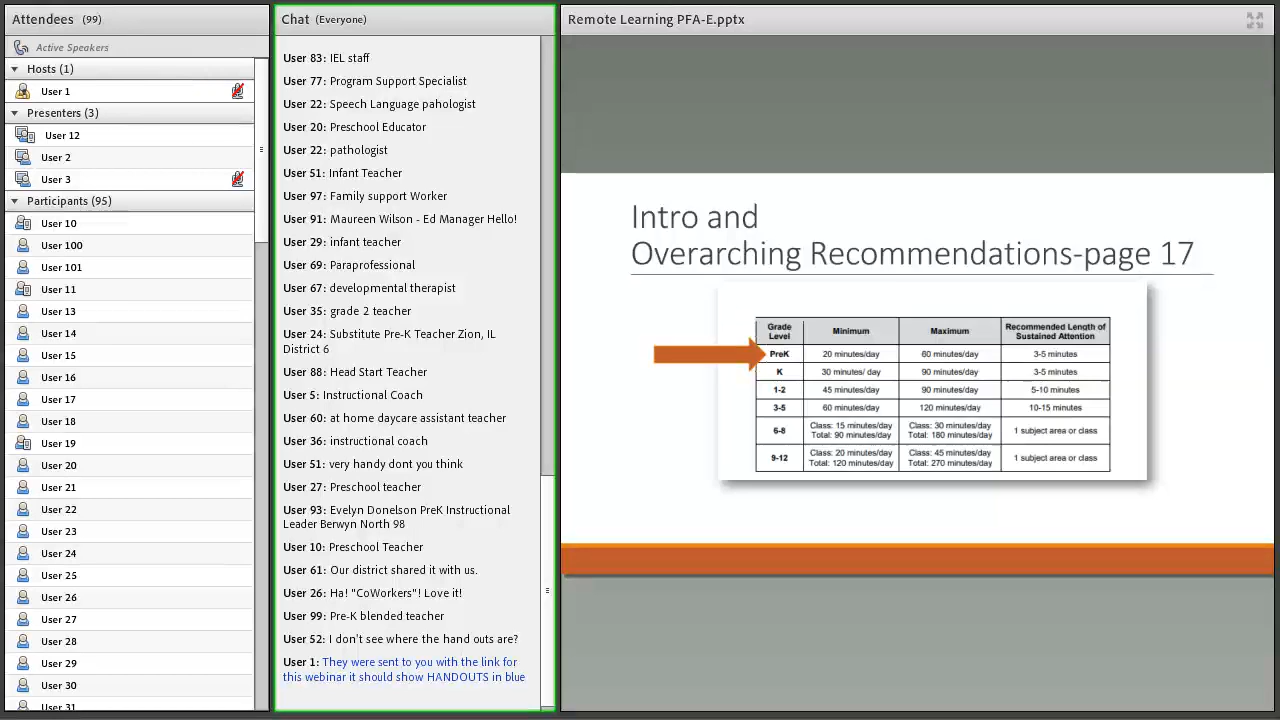 Attendees (99)
Active Speakers
Hosts (1)
User 1
Presenters (3)
User 12
User 2
User 3
Participants (95)
User 10
User 100
User 101
User 11
User 13
User 14
User 15
User 16
User 17
User 18
User 19
User 20
User 21
User 22
User 23
User 24
User 25
User 26
User 27
User 28
User 29
User 30
User 31
Chat (Everyone)
User 83: IEL staff
User 77: Program Support Specialist
User 22: Speech Language pahologist
User 20: Preschool Educator
User 22: pathologist
User 51: Infant Teacher
User 97: Family support Worker
User 91: Maureen Wilson - Ed Manager Hello!
User 29: infant teacher
User 69: Paraprofessional
User 67: developmental therapist
User 35: grade 2 teacher
User 24: Substitute Pre-K Teacher Zion, IL
District 6
User 88: Head Start Teacher
User 5: Instructional Coach
User 60: at-home daycare assistant teacher
User 36: instructional coach
User 51: very handy dont you think
User 27: Preschool teacher
User 93: Evelyn Donelson PreK Instructional
Leader Berwyn North 98
User 10: Preschool Teacher
User 61: Our district shared it with us.
User 26: Ha! "CoWorkers"! Love it!
User 99: Pre-K blended teacher
User 52: I don't see where the hand outs are?
User 1: They were sent to you with the link for
this webinar it should show HANDOUTS in blue
Remote Learning PFA-E.pptx
Intro and
Overarching Recommendations-page 17
Grade Level Minimum Maximum Recommended Length of Sustained Attention
PreK 20 minutes/day 60 minutes/day 3-5 minutes
K 30 minutes/ day 90 minutes/day 3-5 minutes
1-2 45 minutes/day 90 minutes/day 5-10 minutes
3-5 60 minutes/day 120 minutes/day 10-15 minutes
6-8 Class: 15 minutes/day Total: 90 minutes/day Class: 30 minutes/day Total: 180 minutes/day 1 subject area or class
9-12 Class: 20 minutes/day Total: 120 minutes/day Class: 45 minutes/day Total: 270 minutes/day 1 subject area or class